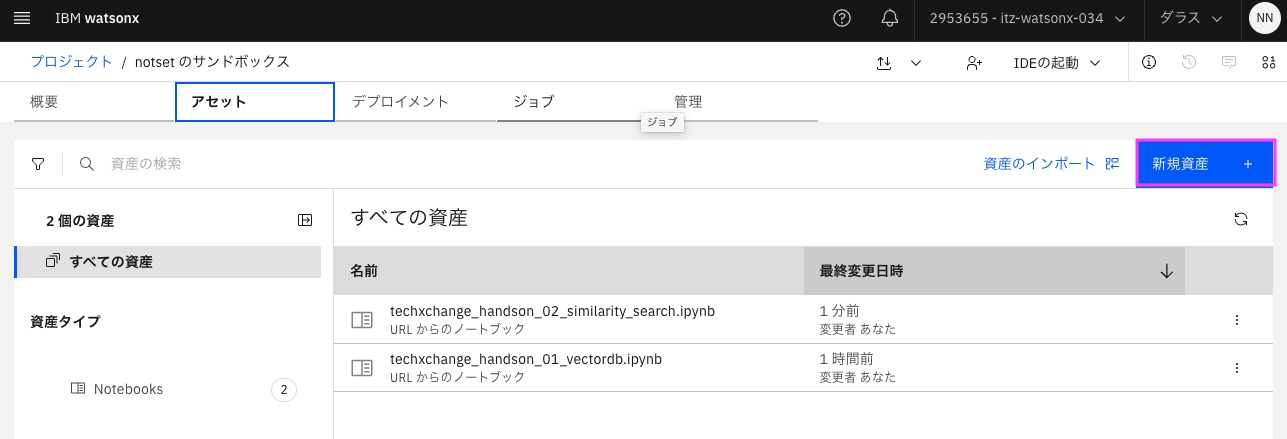 IBM watsonx
2953655 - itz-watsonx-034
ダラス
NN
プロジェクト / notset のサンドボックス
IDEの起動
概要
アセット
デプロイメント
ジョブ
管理
ジョブ
資産の検索
資産のインポート
新規資産 +
2 個の資産
すべての資産
すべての資産
名前
最終変更日時
資産タイプ
techxchange_handson_02_similarity_search.ipynb
1 分前
URL からのノートブック
変更者 あなた
techxchange_handson_01_vectordb.ipynb
1 時間前
URL からのノートブック
変更者 あなた
Notebooks
2